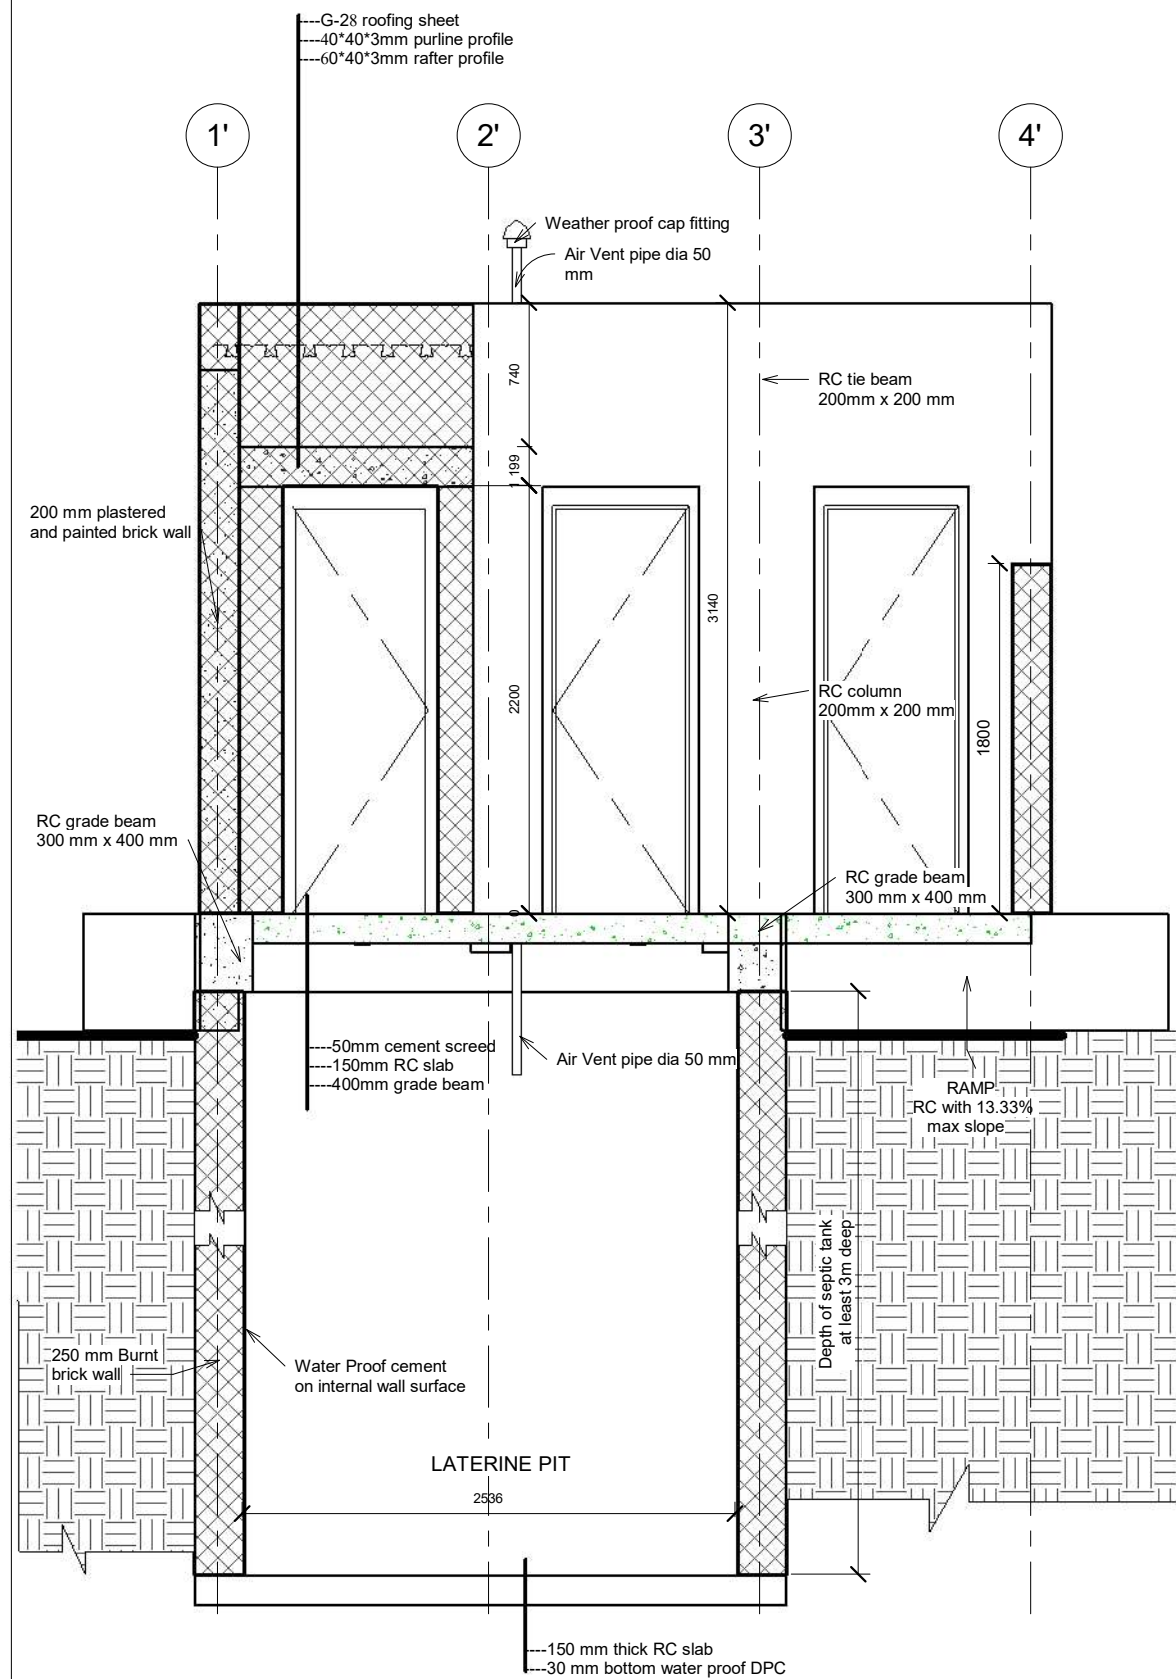 ----G-28 roofing sheet
----40*40*3mm purline profile
----60*40*3mm rafter profile
1'
2'
3'
4'
Weather proof cap fitting
Air Vent pipe dia 50
mm
740
RC tie beam
200mm x 200 mm
1199
200 mm plastered
and painted brick wall
3140
2200
RC column
200mm x 200 mm
1800
RC grade beam
300 mm x 400 mm
RC grade beam
300 mm x 400 mm
0
----50mm cement screed
----150mm RC slab
----400mm grade beam
Air Vent pipe dia 50 mm
RAMP
RC with 13.33%
max slope
Depth of septic tank
at least 3m deep
250 mm Burnt
brick wall
Water Proof cement
on internal wall surface
LATERINE PIT
2536
----150 mm thick RC slab
----30 mm bottom water proof DPC